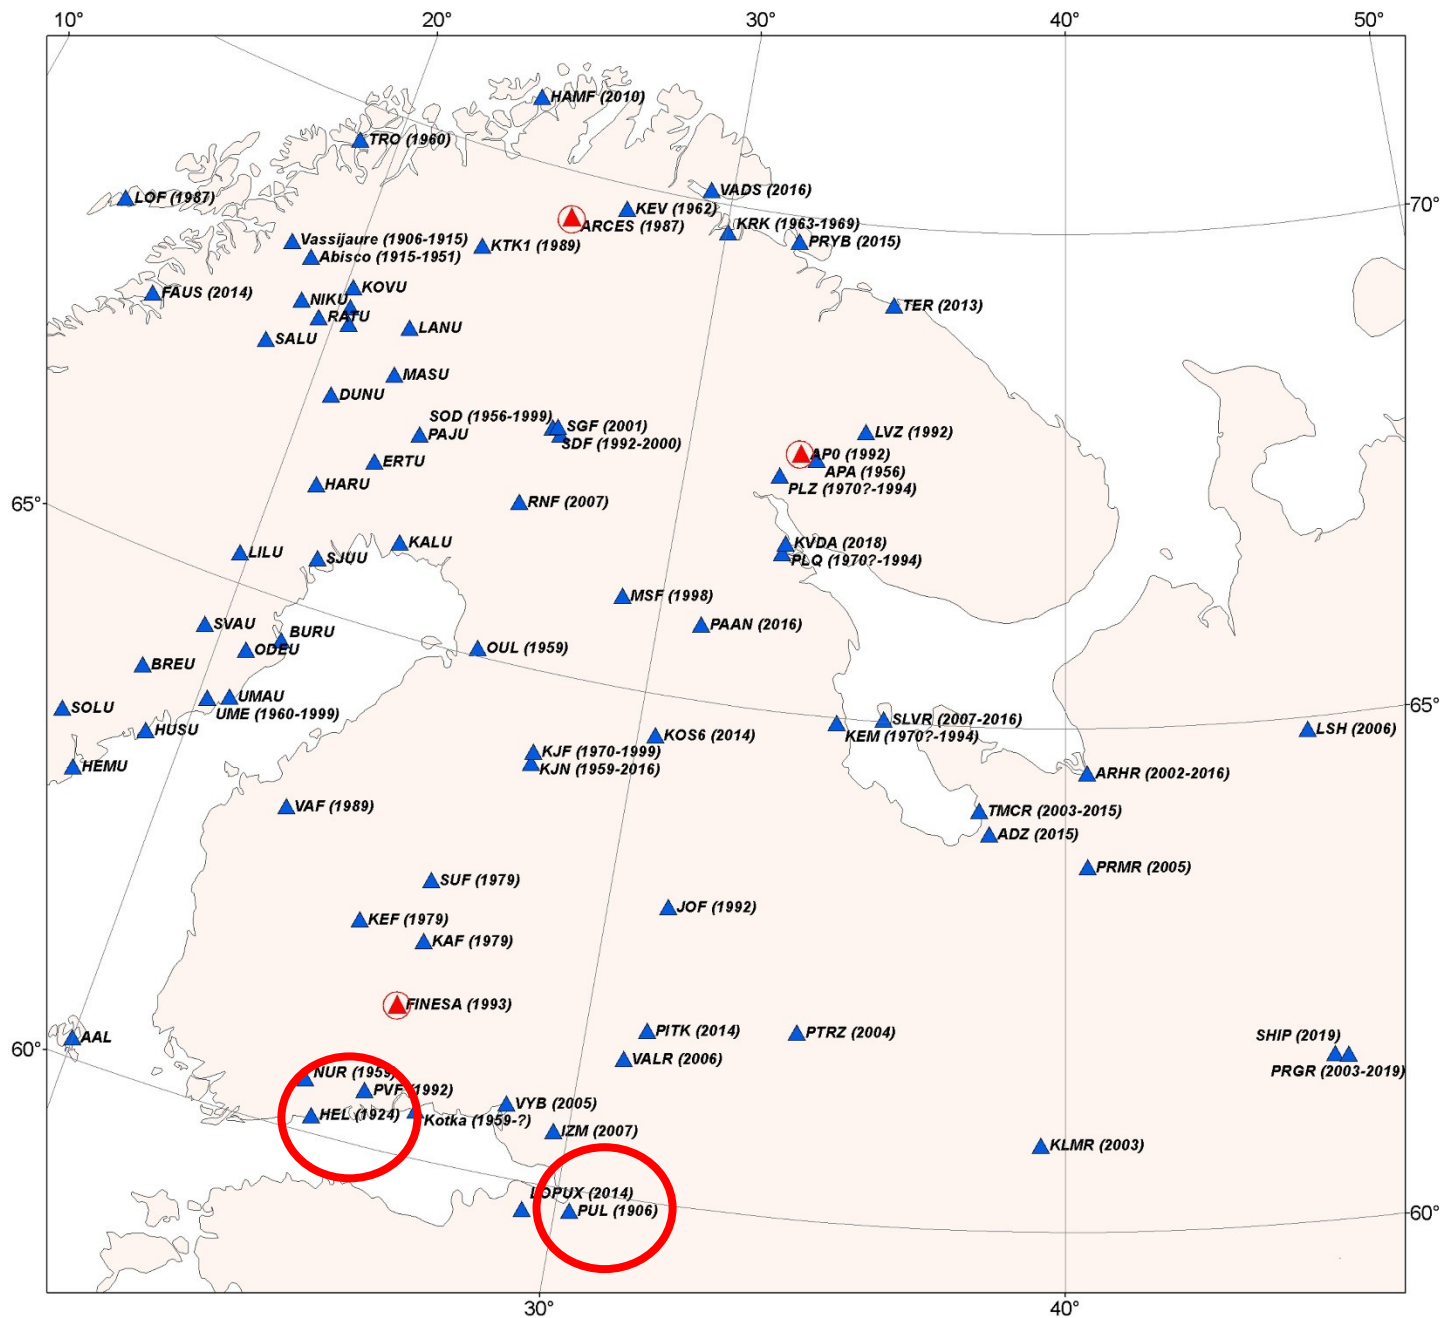 10°
20°
30°
40°
50°
HAMF (2010)
TRO (1960)
LOF (1987)
VADS (2016)
70°
KEV (1962)
ARCES (1987)
KRK (1963-1969)
PRYB (2015)
Vassijaure (1906-1915)
KTK1 (1989)
Abisco (1915-1951)
FAUS (2014)
KOVU
NIKU
TER (2013)
RATU
LANU
SALU
MASU
DUNU
SOD (1956-1999)
SGF (2001)
PAJU
SDF (1992-2000)
LVZ (1992)
AP0 (1992)
ERTU
APA (1956)
HARU
PLZ (1970?-1994)
65°
RNF (2007)
KALU
KVDA (2018)
LILU
SJUU
PLQ (1970?-1994)
MSF (1998)
SVAU
PAAN (2016)
BURU
ODEU
OUL (1959)
BREU
UMAU
65°
SOLU
UME (1960-1999)
SLVR (2007-2016)
HUSU
KOS6 (2014)
KEM (1970?-1994)
LSH (2006)
KJF (1970-1999)
HEMU
KJN (1959-2016)
ARHR (2002-2016)
VAF (1989)
TMCR (2003-2015)
ADZ (2015)
PRMR (2005)
SUF (1979)
JOF (1992)
KEF (1979)
KAF (1979)
FINESA (1993)
PITK (2014)
PTRZ (2004)
SHIP (2019)
AAL
60°
VALR (2006)
PRGR (2003-2019)
NUR (1959)
PVF (1992)
VYB (2005)
HEL (1924)
Kotka (1959-?)
IZM (2007)
KLMR (2003)
LOPUX (2014)
PUL (1906)
60°
30°
40°